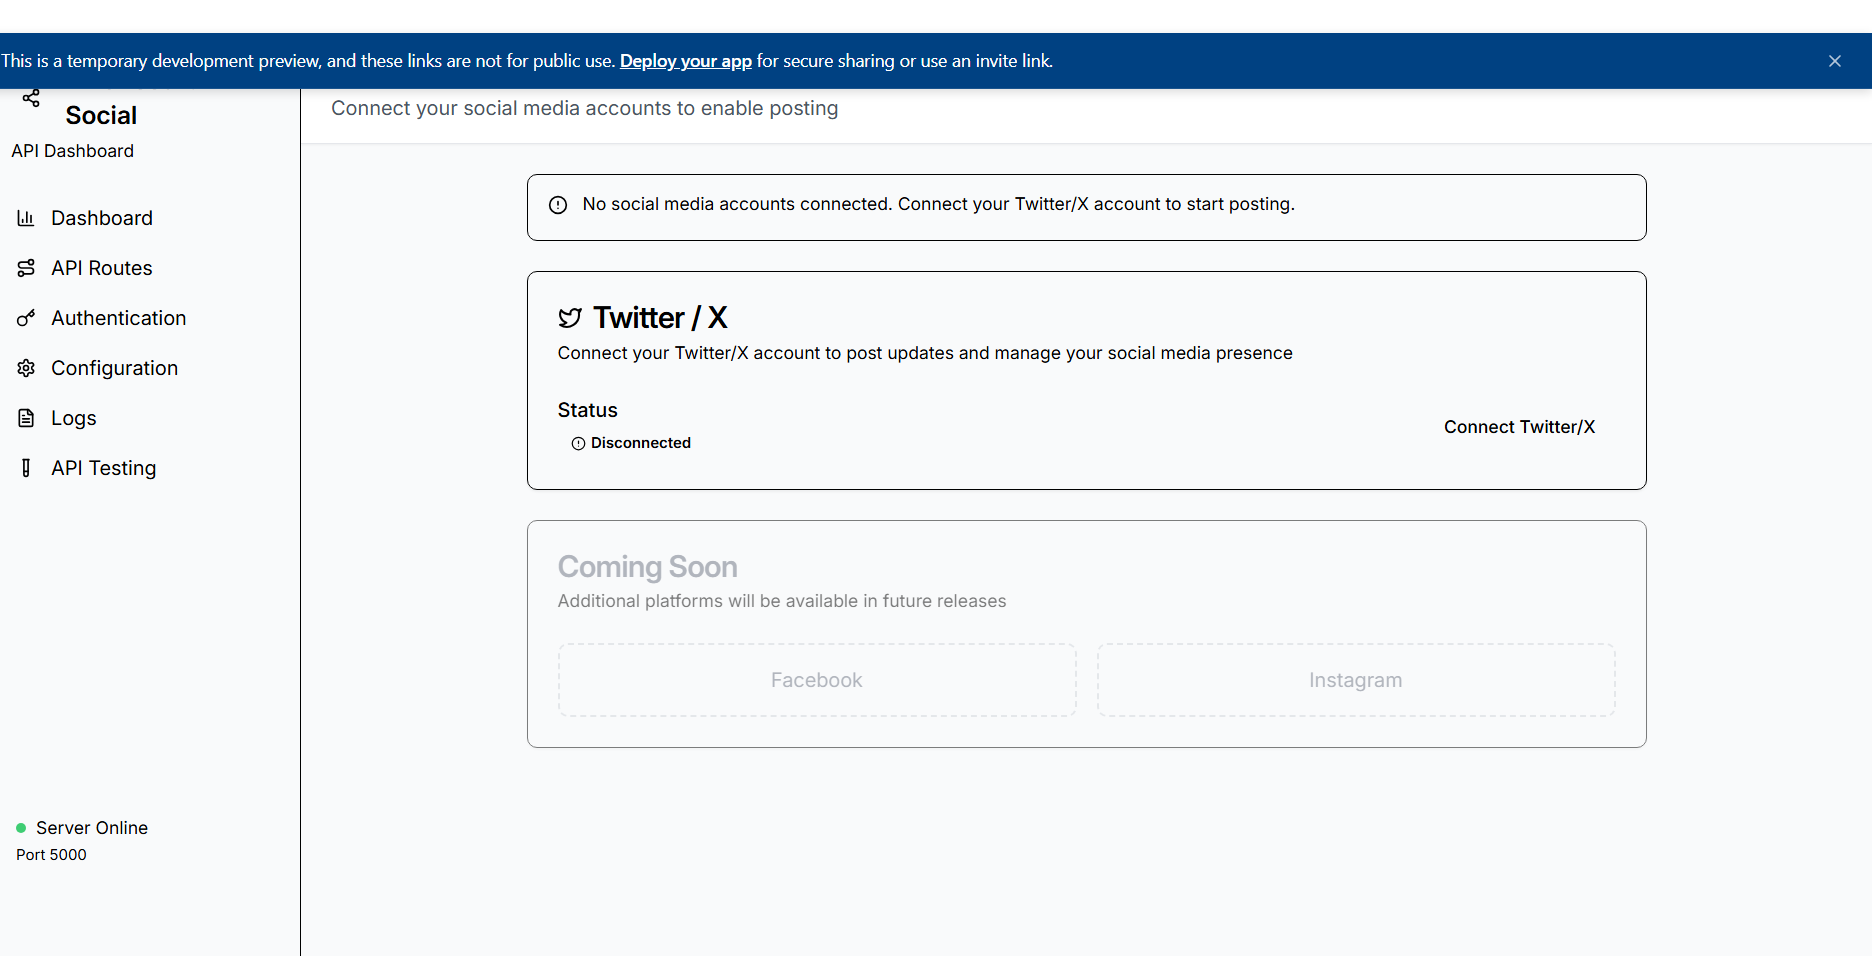 This is a temporary development preview, and these links are not for public use. Deploy your app for secure sharing or use an invite link.
Social
API Dashboard
Dashboard
API Routes
Authentication
Configuration
Logs
API Testing
Server Online
Port 5000
Connect your social media accounts to enable posting
No social media accounts connected. Connect your Twitter/X account to start posting.
Twitter / X
Connect your Twitter/X account to post updates and manage your social media presence
Status
Disconnected
Connect Twitter/X
Coming Soon
Additional platforms will be available in future releases
Facebook
Instagram